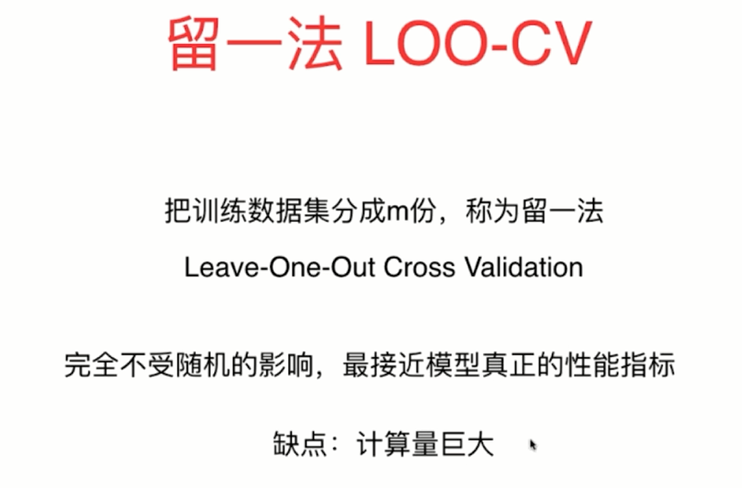 留一法 LOO-CV
把训练数据集分成m份，称为留一法
Leave-One-Out Cross Validation
完全不受随机的影响，最接近模型真正的性能指标
缺点：计算量巨大